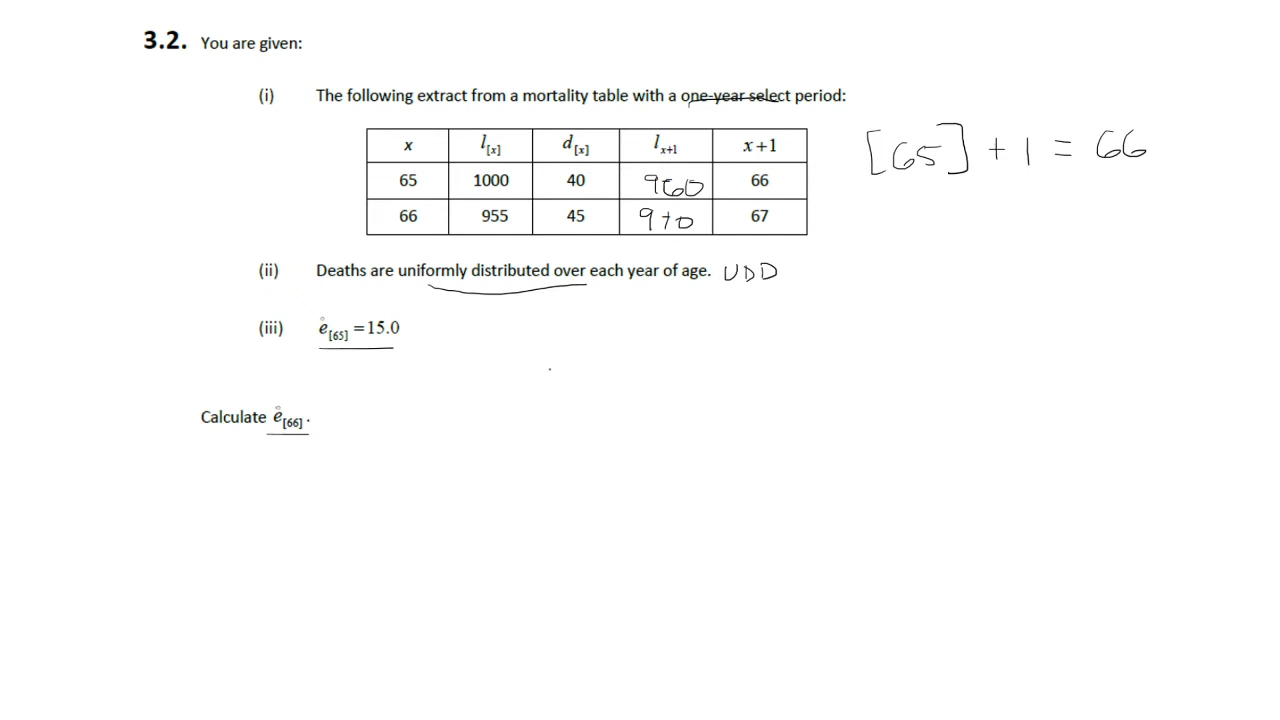 3.2. You are given:
(i) The following extract from a mortality table with a one-year select period:
x l[x] d[x] lx+1 x+1
65 1000 40 960 66
66 955 45 910 67
[65] + 1 = 66
(ii) Deaths are uniformly distributed over each year of age. UDD
(iii) e̊[65] = 15.0
Calculate e̊[66].